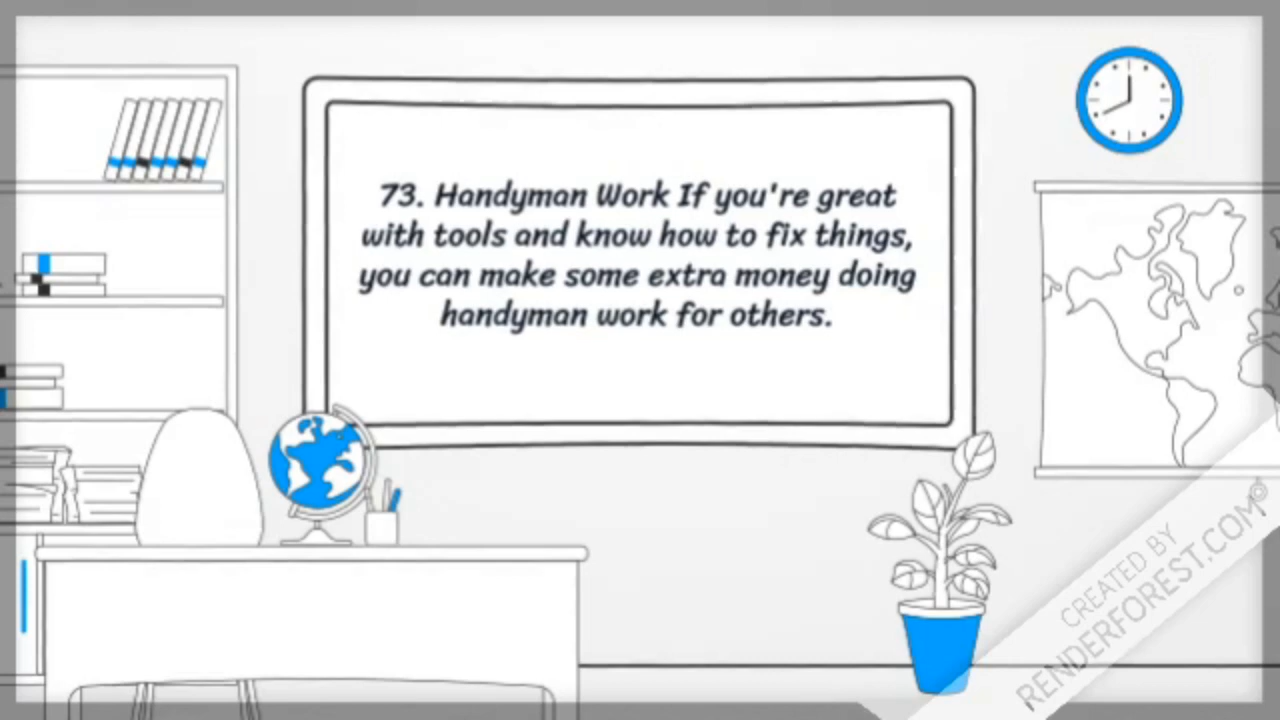 73. Handyman Work If you're great
with tools and know how to fix things,
you can make some extra money doing
handyman work for others.
CREATED BY
RENDERFOREST.COM©